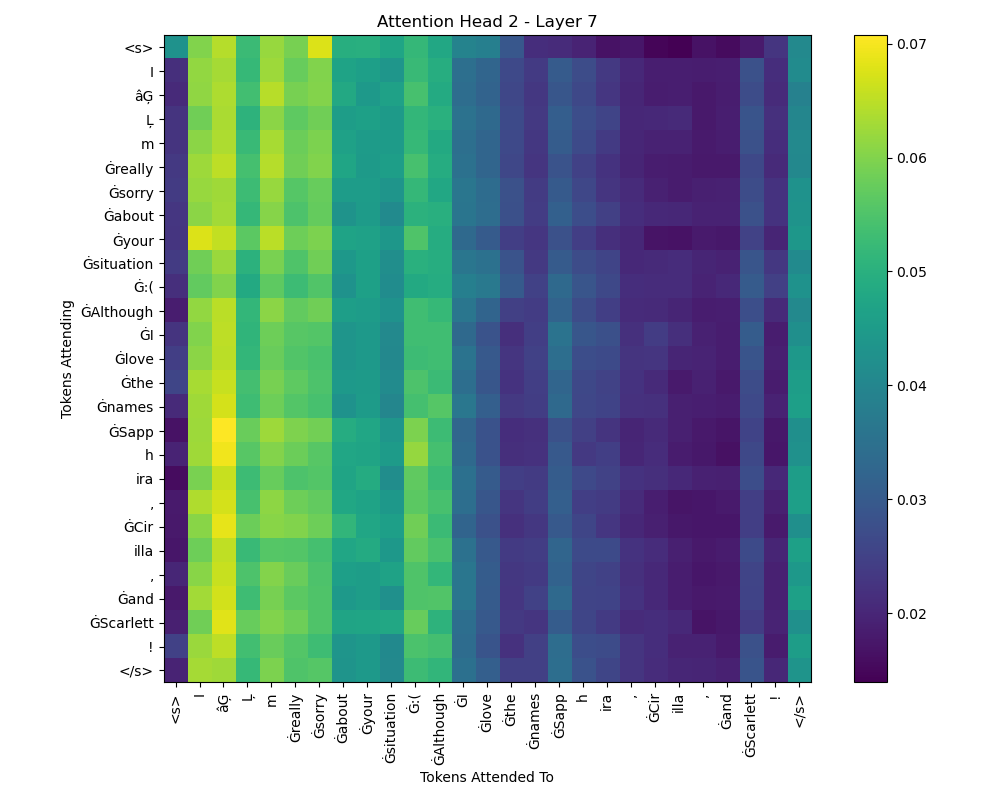 Attention Head 2 - Layer 7
Tokens Attending
<s>
I
âĢ
Ļ
m
Ġreally
Ġsorry
Ġabout
Ġyour
Ġsituation
Ġ:(
ĠAlthough
ĠI
Ġlove
Ġthe
Ġnames
ĠSapp
h
ira
,
ĠCir
illa
,
Ġand
ĠScarlett
!
</s>
<s>
I
âĢ
Ļ
m
Ġreally
Ġsorry
Ġabout
Ġyour
Ġsituation
Ġ:(
ĠAlthough
ĠI
Ġlove
Ġthe
Ġnames
ĠSapp
h
ira
,
ĠCir
illa
,
Ġand
ĠScarlett
!
</s>
Tokens Attended To
0.07
0.06
0.05
0.04
0.03
0.02